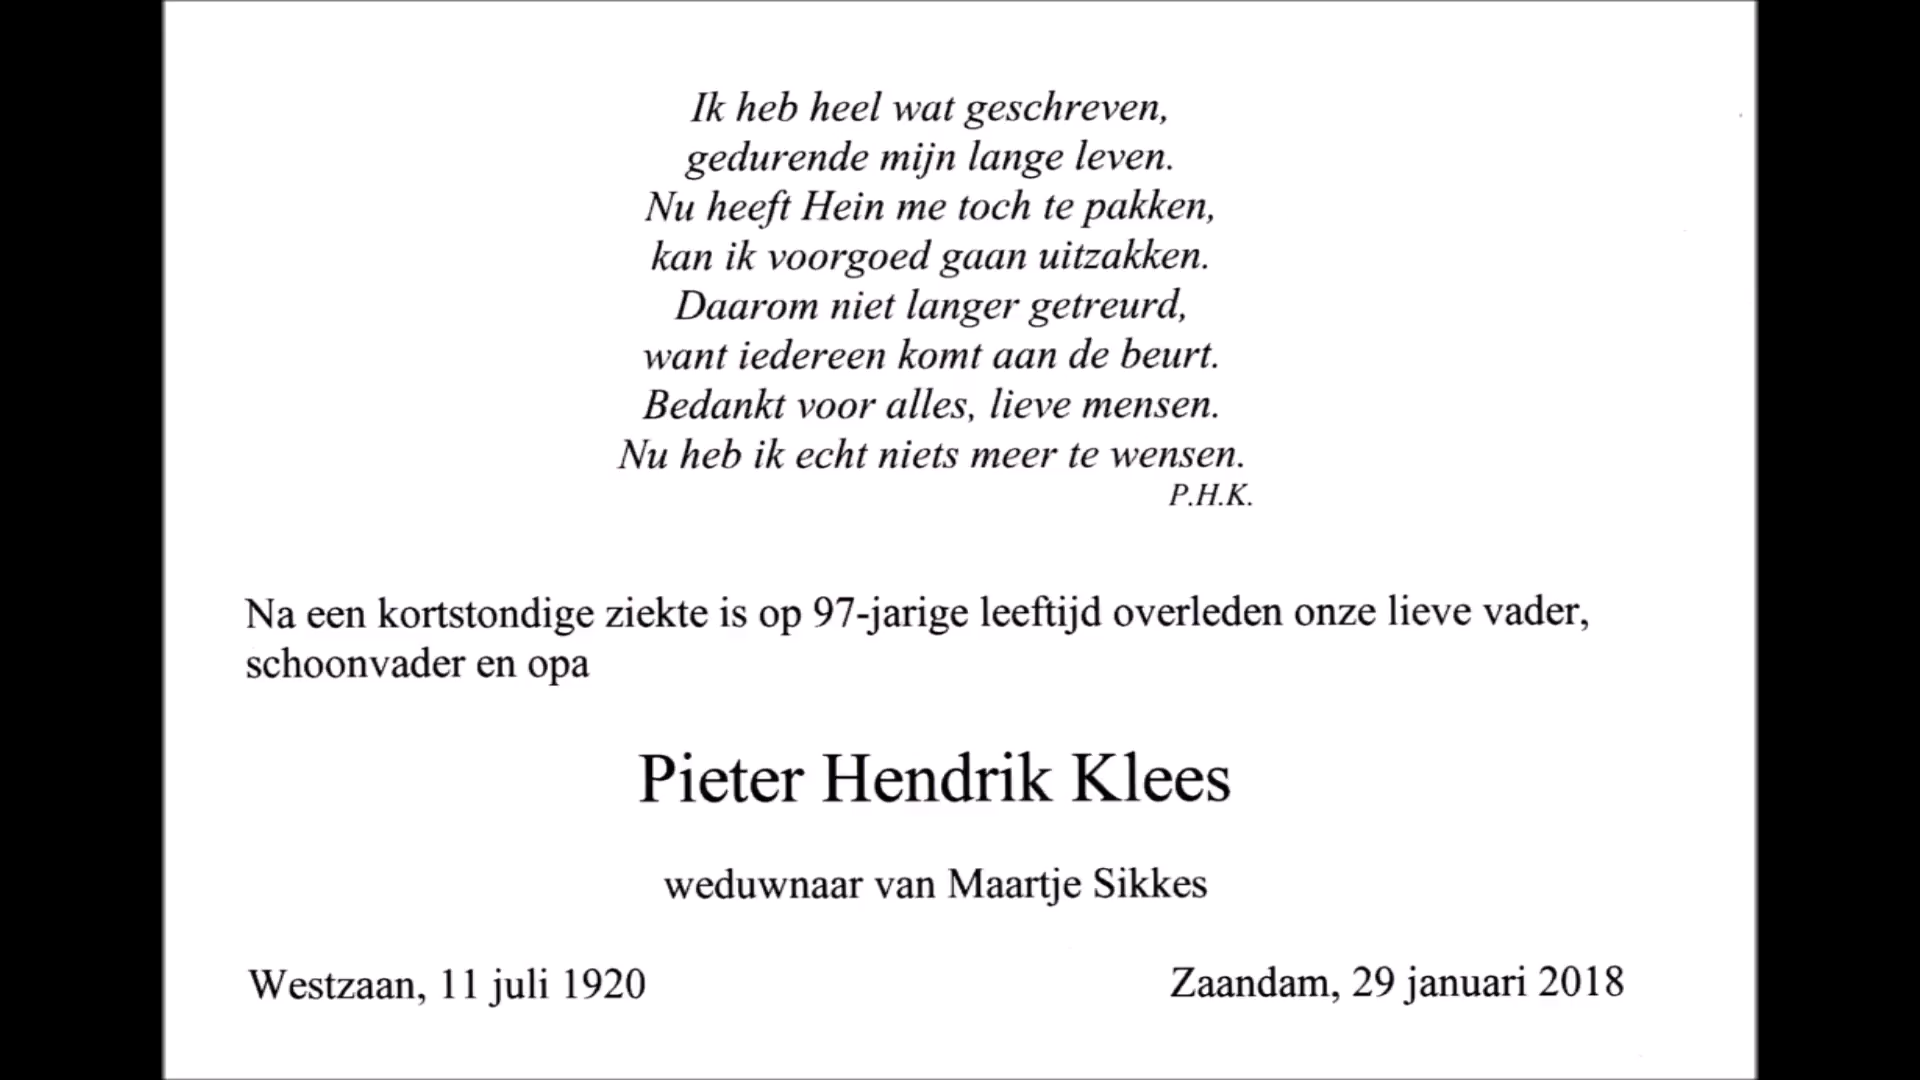 Ik heb heel wat geschreven,
gedurende mijn lange leven.
Nu heeft Hein me toch te pakken,
kan ik voorgoed gaan uitzakken.
Daarom niet langer getreurd,
want iedereen komt aan de beurt.
Bedankt voor alles, lieve mensen.
Nu heb ik echt niets meer te wensen.
P.H.K.
Na een kortstondige ziekte is op 97-jarige leeftijd overleden onze lieve vader,
schoonvader en opa
Pieter Hendrik Klees
weduwnaar van Maartje Sikkes
Westzaan, 11 juli 1920
Zaandam, 29 januari 2018